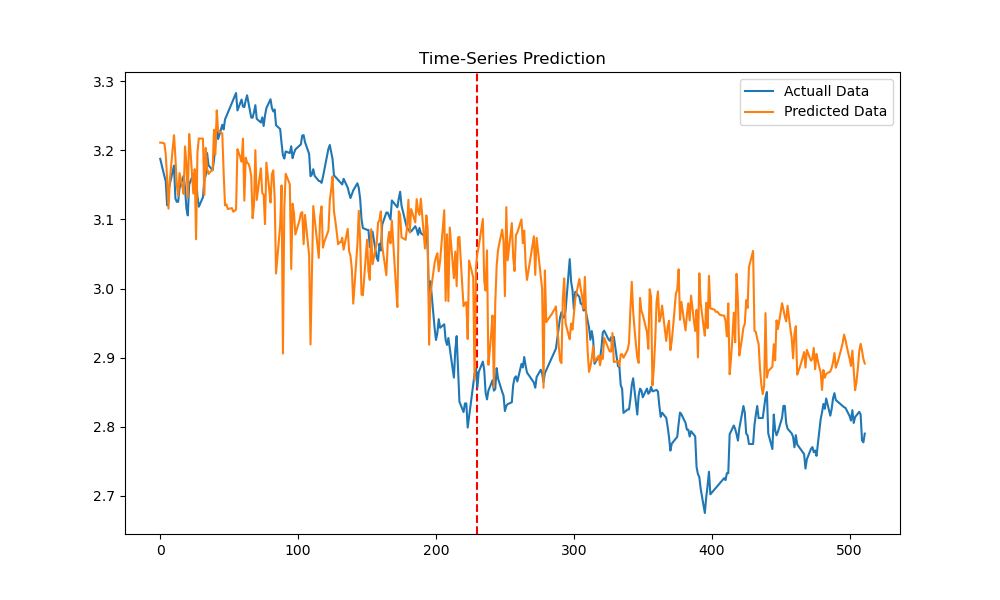 Time-Series Prediction
Actuall Data
Predicted Data
3.3
3.2
3.1
3.0
2.9
2.8
2.7
0 100 200 300 400 500